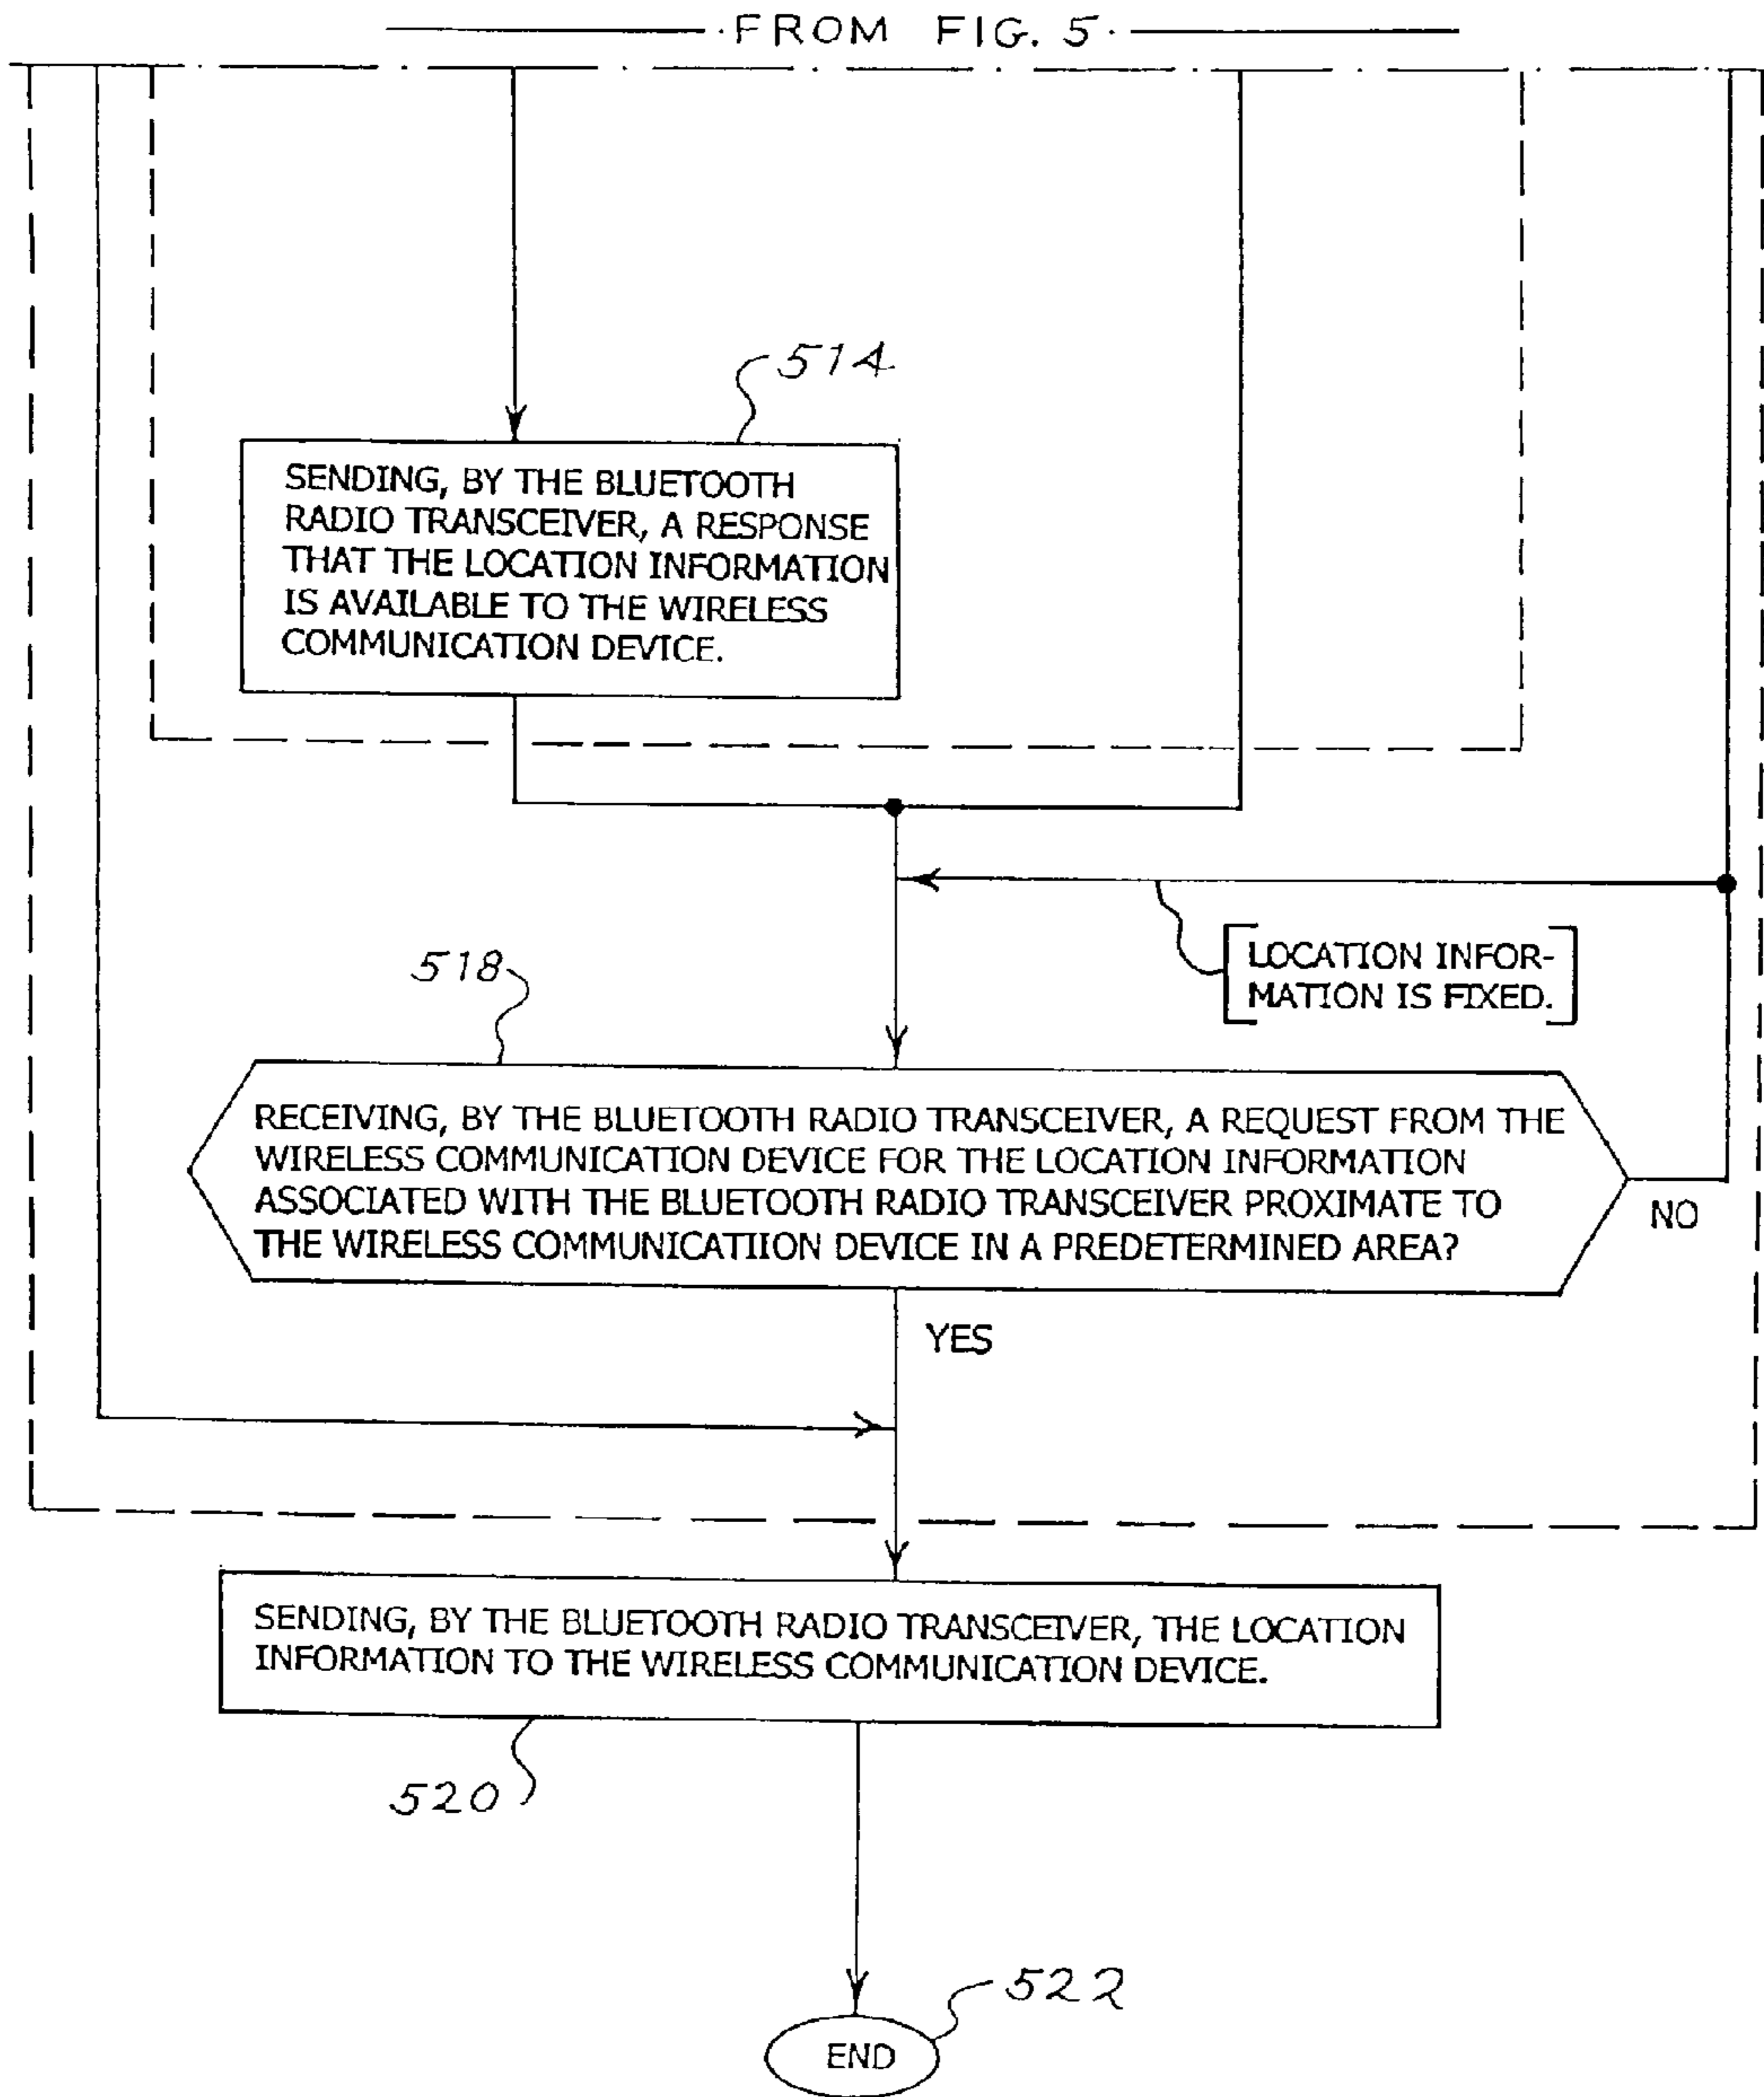 FROM FIG. 5
514
SENDING, BY THE BLUETOOTH
RADIO TRANSCEIVER, A RESPONSE
THAT THE LOCATION INFORMATION
IS AVAILABLE TO THE WIRELESS
COMMUNICATION DEVICE.
LOCATION INFOR-
MATION IS FIXED.
518
RECEIVING, BY THE BLUETOOTH RADIO TRANSCEIVER, A REQUEST FROM THE
WIRELESS COMMUNICATION DEVICE FOR THE LOCATION INFORMATION
ASSOCIATED WITH THE BLUETOOTH RADIO TRANSCEIVER PROXIMATE TO
THE WIRELESS COMMUNICATIION DEVICE IN A PREDETERMINED AREA?
NO
YES
SENDING, BY THE BLUETOOTH RADIO TRANSCEIVER, THE LOCATION
INFORMATION TO THE WIRELESS COMMUNICATION DEVICE.
520
522
END